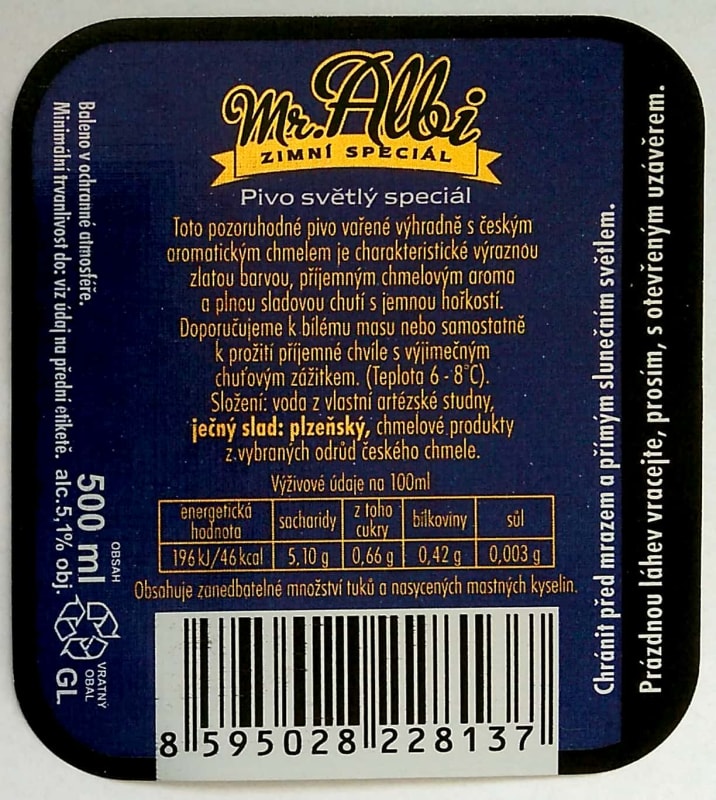 Mr. Albi
ZIMNÍ SPECIÁL
Pivo světlý speciál
Toto pozoruhodné pivo vařené výhradně s českým
aromatickým chmelem je charakteristické výraznou
zlatou barvou, příjemným chmelovým aroma
a plnou sladovou chutí s jemnou hořkostí.
Doporučujeme k bílému masu nebo samostatně
k prožití příjemné chvíle s výjimečným
chuťovým zážitkem. (Teplota 6 - 8°C).
Složení: voda z vlastní artézské studny,
ječný slad: plzeňský, chmelové produkty
z vybraných odrůd českého chmele.
Výživové údaje na 100ml
energetická hodnota | sacharidy | z toho cukry | bílkoviny | sůl
196 kJ/46 kcal | 5,10 g | 0,66 g | 0,42 g | 0,003 g
Obsahuje zanedbatelné množství tuků a nasycených mastných kyselin.
8 595028 228137
Baleno v ochranné atmosféře.
Minimální trvanlivost do: viz údaj na přední etiketě.
OBSAH
500 ml
alc. 5,1% obj.
VRATNÝ
OBAL
GL
Chránit před mrazem a přímým slunečním světlem.
Prázdnou láhev vracejte, prosím, s otevřeným uzávěrem.